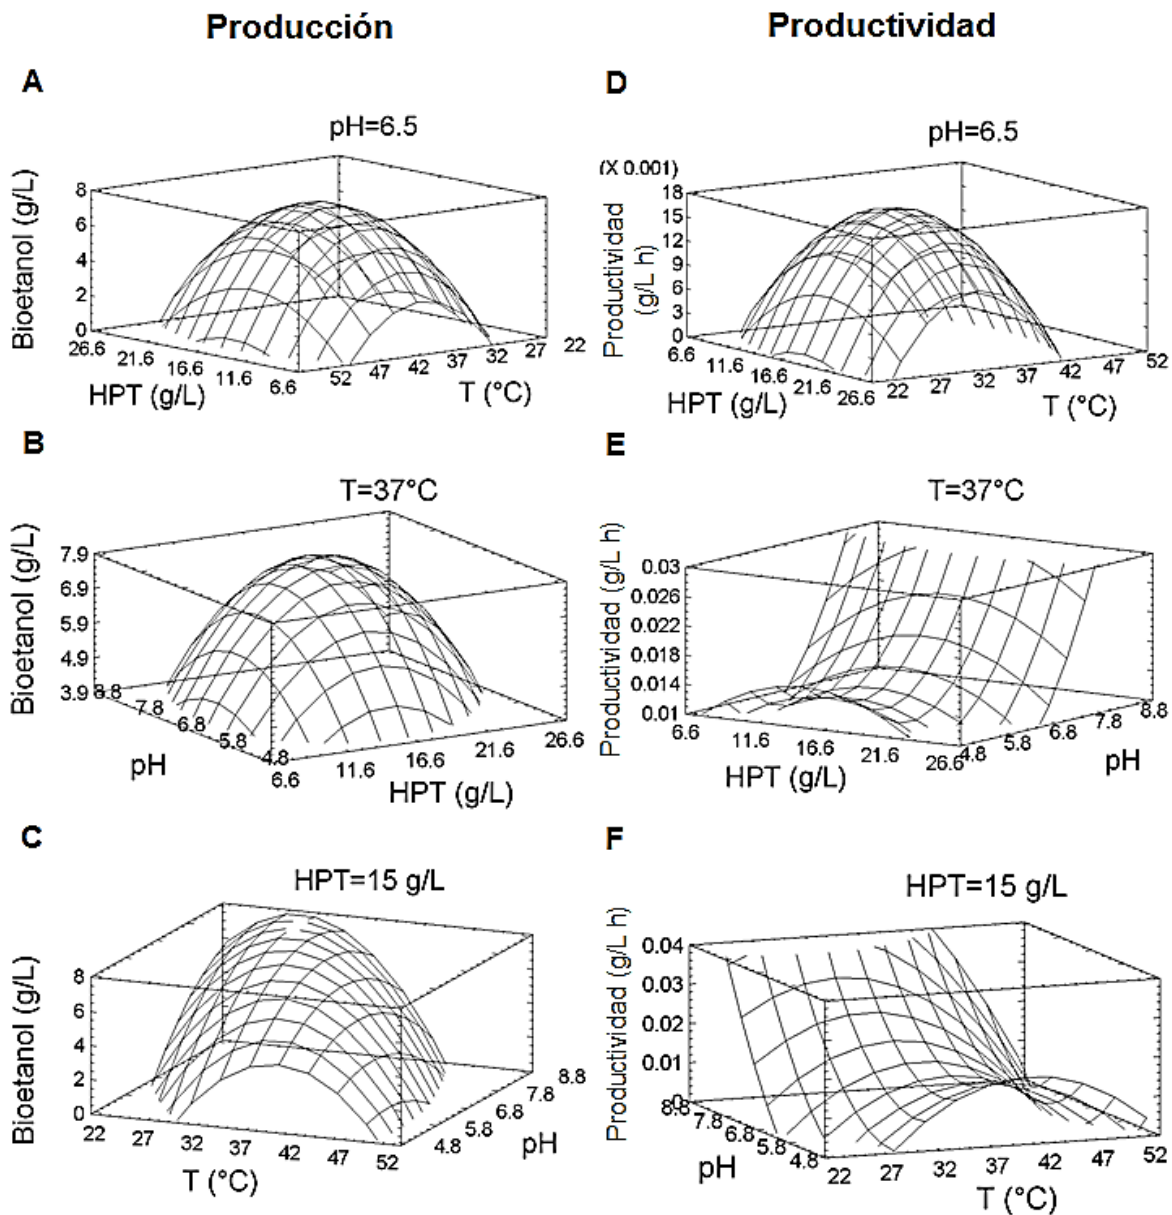 Producción
Productividad
A
pH=6.5
Bioetanol (g/L)
8
6
4
2
0
26.6 21.6 16.6 11.6 6.6
HPT (g/L)
52 47 42 37 32 27 22
T (°C)
D
pH=6.5
(X 0.001)
Productividad
(g/L h)
18
15
12
9
6
3
0
6.6 11.6 16.6 21.6 26.6
HPT (g/L)
22 27 32 37 42 47 52
T (°C)
B
T=37°C
Bioetanol (g/L)
7.9
6.9
5.9
4.9
3.9
8.8 7.8 6.8 5.8 4.8
pH
6.6 11.6 16.6 21.6 26.6
HPT (g/L)
E
T=37°C
Productividad (g/L h)
0.03
0.026
0.022
0.018
0.014
0.01
6.6 11.6 16.6 21.6 26.6
HPT (g/L)
4.8 5.8 6.8 7.8 8.8
pH
C
HPT=15 g/L
Bioetanol (g/L)
8
6
4
2
0
22 27 32 37 42 47 52
T (°C)
4.8 5.8 6.8 7.8 8.8
pH
F
HPT=15 g/L
Productividad (g/L h)
0.04
0.03
0.02
0.01
0
8.8 7.8 6.8 5.8 4.8
pH
22 27 32 37 42 47 52
T (°C)